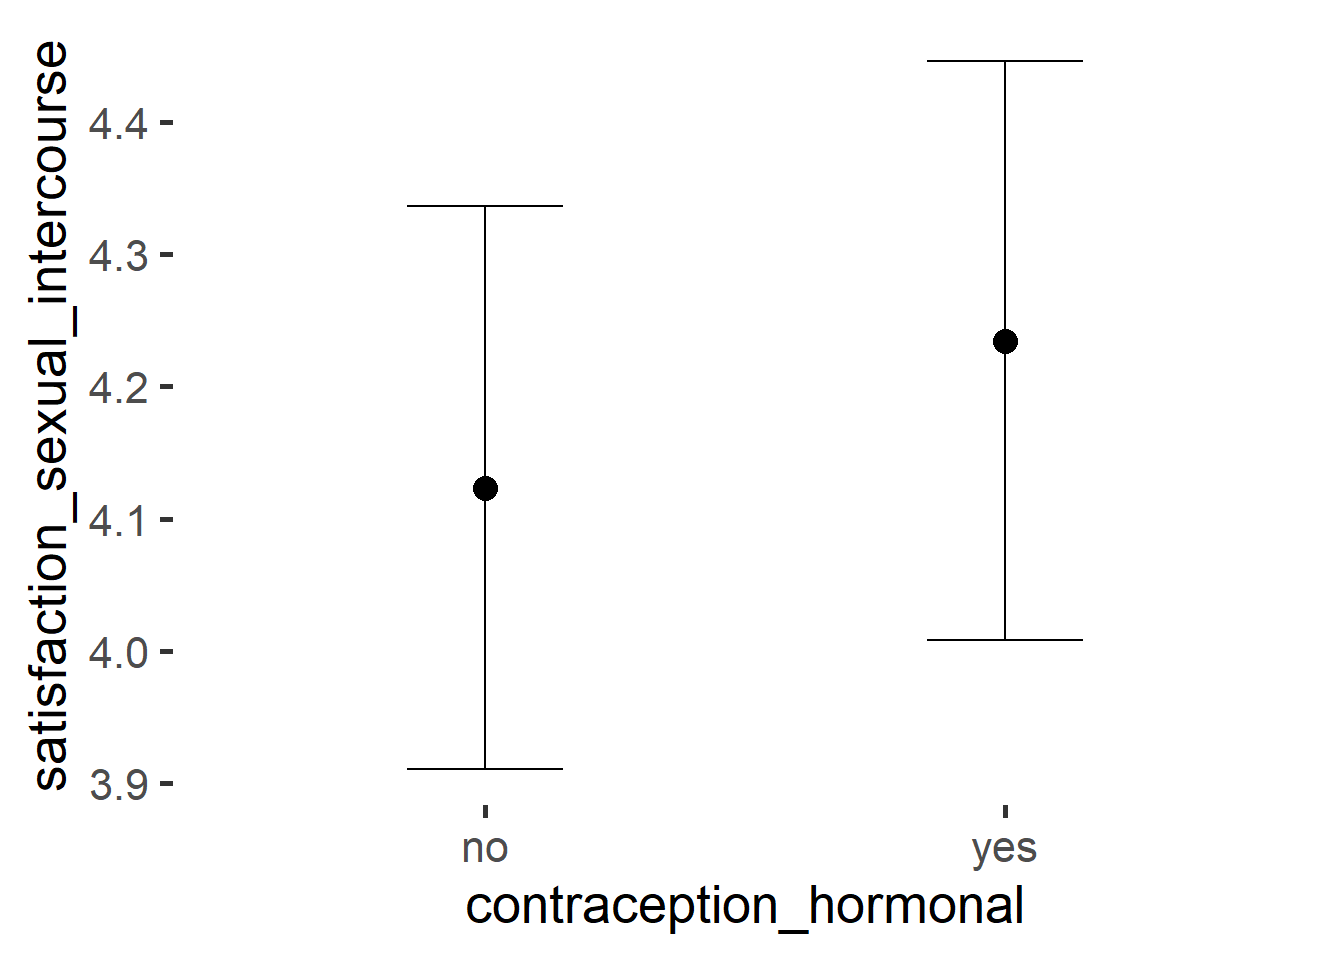 satisfaction_sexual_intercourse
4.4
4.3
4.2
4.1
4.0
3.9
no yes
contraception_hormonal